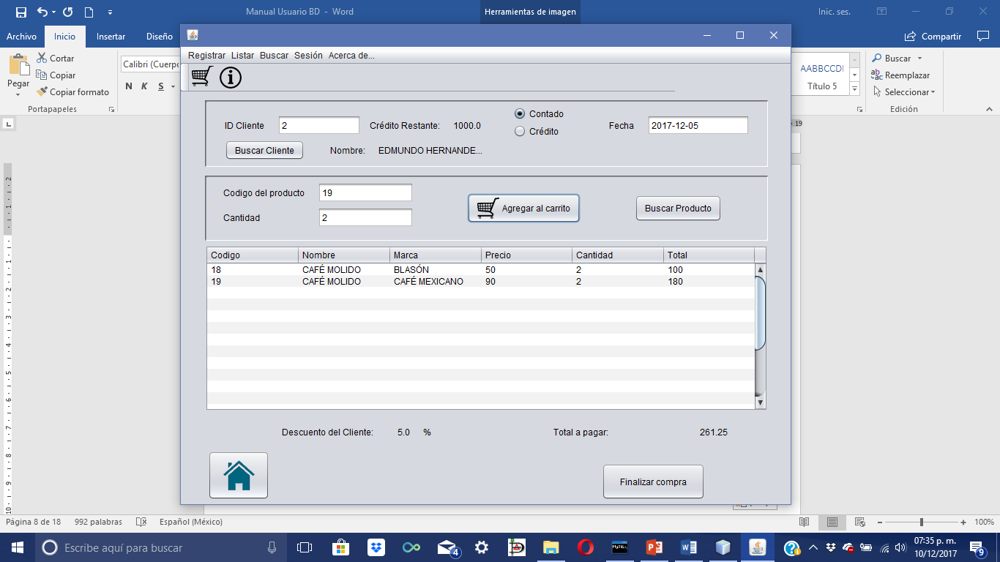 Manual Usuario BD - Word
Herramientas de imagen
Inic. ses.
Archivo
Inicio
Insertar
Diseño
Compartir
Pegar
Cortar
Copiar
Copiar formato
Portapapeles
Calibri (Cuerpo
N K S
AABBCCDI
Título 5
Buscar
Reemplazar
Seleccionar
Edición
Registrar Listar Buscar Sesión Acerca de...
ID Cliente 2 Crédito Restante: 1000.0
Contado
Crédito
Fecha 2017-12-05
Buscar Cliente Nombre: EDMUNDO HERNANDE...
Codigo del producto 19
Cantidad 2
Agregar al carrito
Buscar Producto
Codigo Nombre Marca Precio Cantidad Total
18 CAFÉ MOLIDO BLASÓN 50 2 100
19 CAFÉ MOLIDO CAFÉ MEXICANO 90 2 180
Descuento del Cliente: 5.0 % Total a pagar: 261.25
Finalizar compra
Página 8 de 18 992 palabras Español (México) 100%
Escribe aquí para buscar
4
MySQL
07:35 p. m.
10/12/2017
9